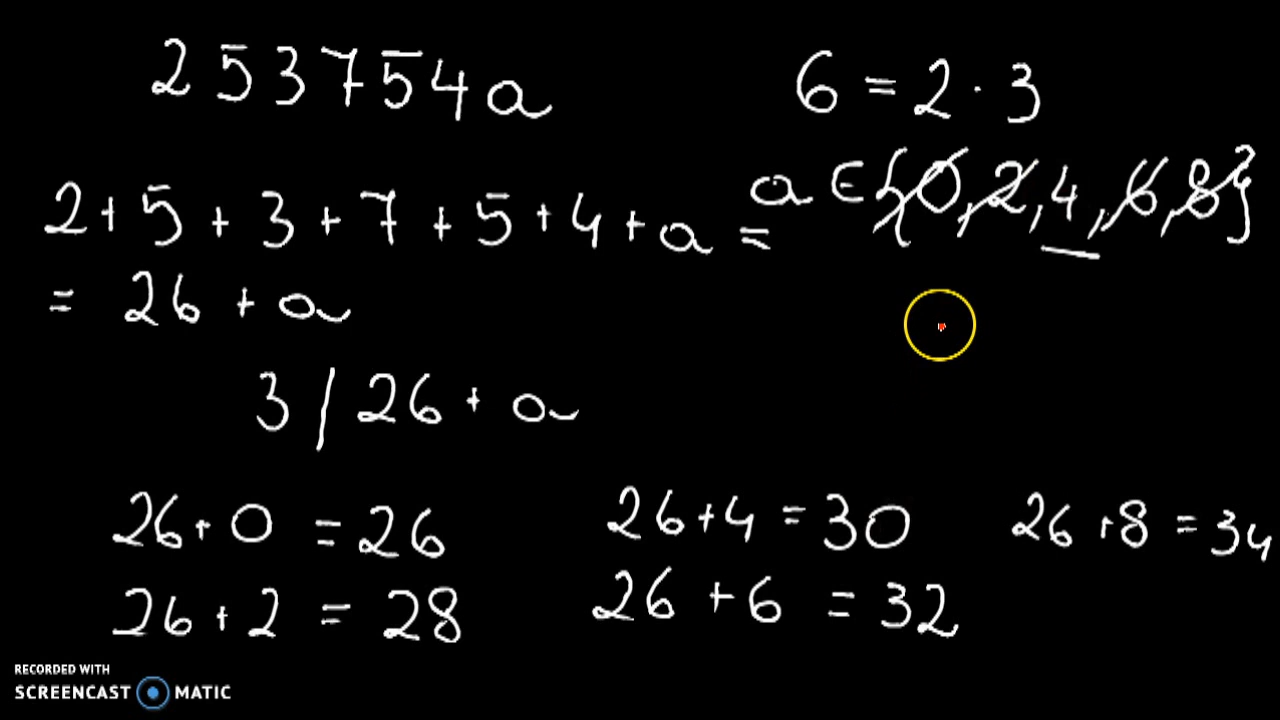 253754a
6 = 2 · 3
a ∈ {0, 2, 4, 6, 8}
2 + 5 + 3 + 7 + 5 + 4 + a =
= 26 + a
3 | 26 + a
26 + 0 = 26
26 + 4 = 30
26 + 8 = 34
26 + 2 = 28
26 + 6 = 32
RECORDED WITH
SCREENCAST MATIC